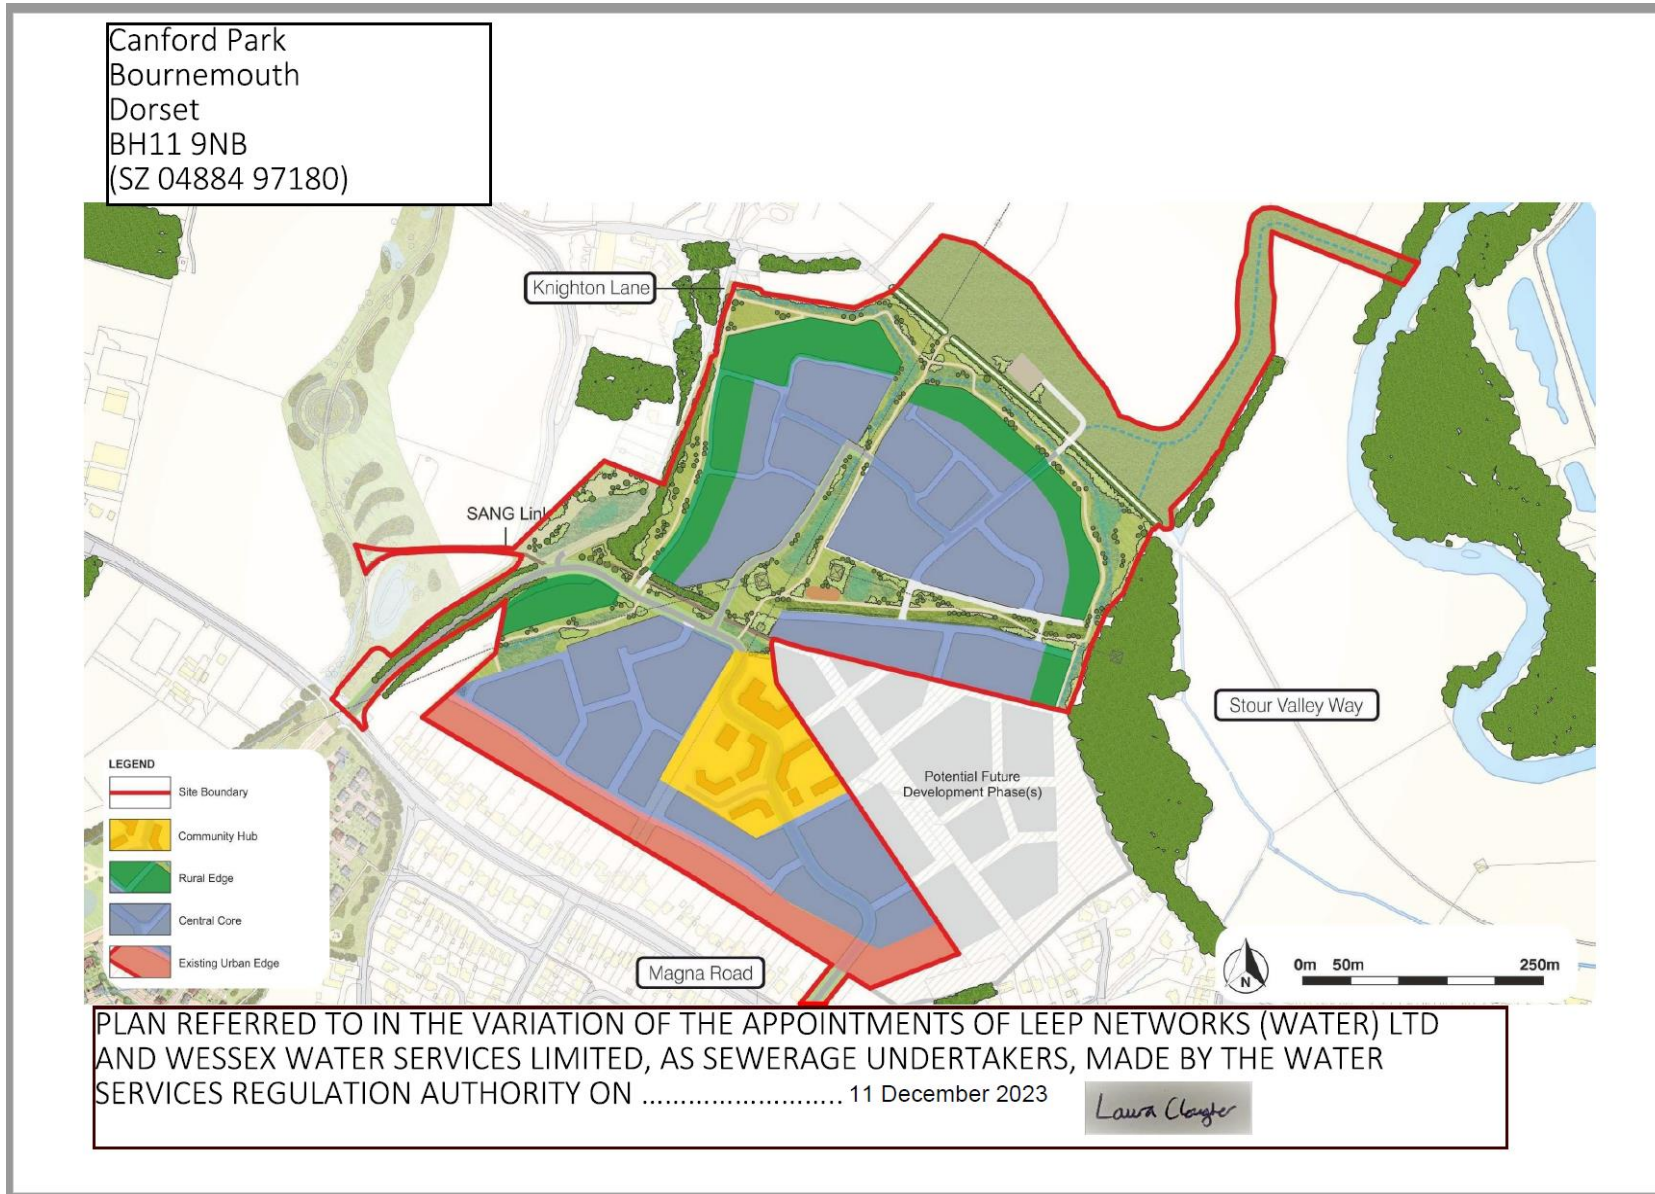 Canford Park
Bournemouth
Dorset
BH11 9NB
(SZ 04884 97180)
Knighton Lane
SANG Link
Stour Valley Way
Potential Future
Development Phase(s)
LEGEND
Site Boundary
Community Hub
Rural Edge
Central Core
Existing Urban Edge
Magna Road
N
0m 50m 250m
PLAN REFERRED TO IN THE VARIATION OF THE APPOINTMENTS OF LEEP NETWORKS (WATER) LTD
AND WESSEX WATER SERVICES LIMITED, AS SEWERAGE UNDERTAKERS, MADE BY THE WATER
SERVICES REGULATION AUTHORITY ON ........................... 11 December 2023
Laura Clougher